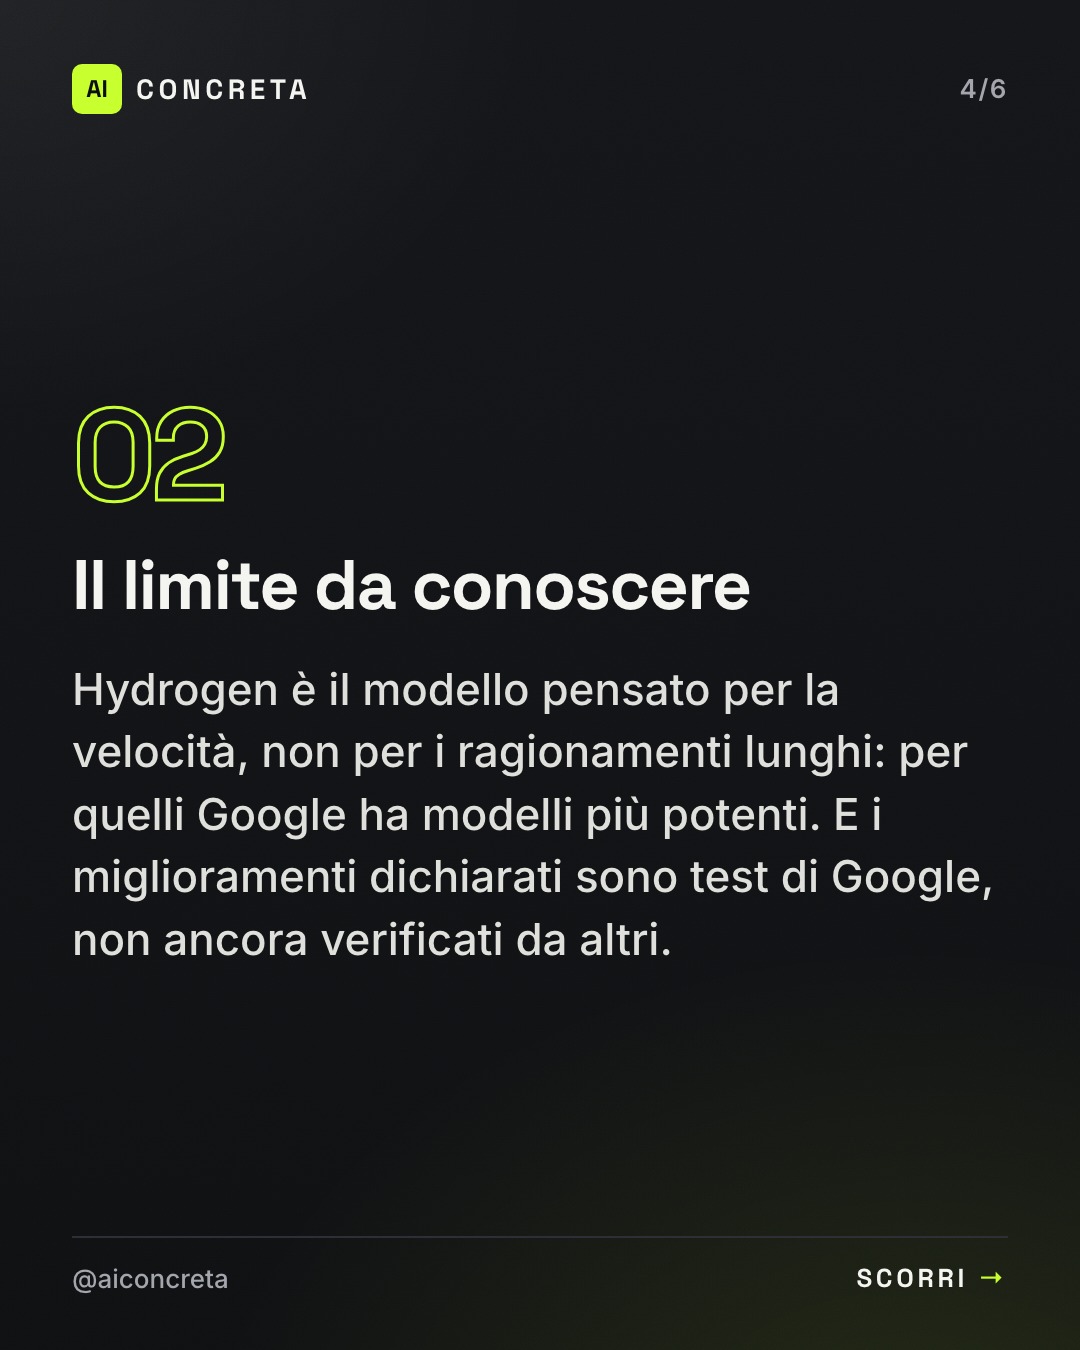 AI CONCRETA
4/6
02
Il limite da conoscere
Hydrogen è il modello pensato per la
velocità, non per i ragionamenti lunghi: per
quelli Google ha modelli più potenti. E i
miglioramenti dichiarati sono test di Google,
non ancora verificati da altri.
@aiconcreta
SCORRI →